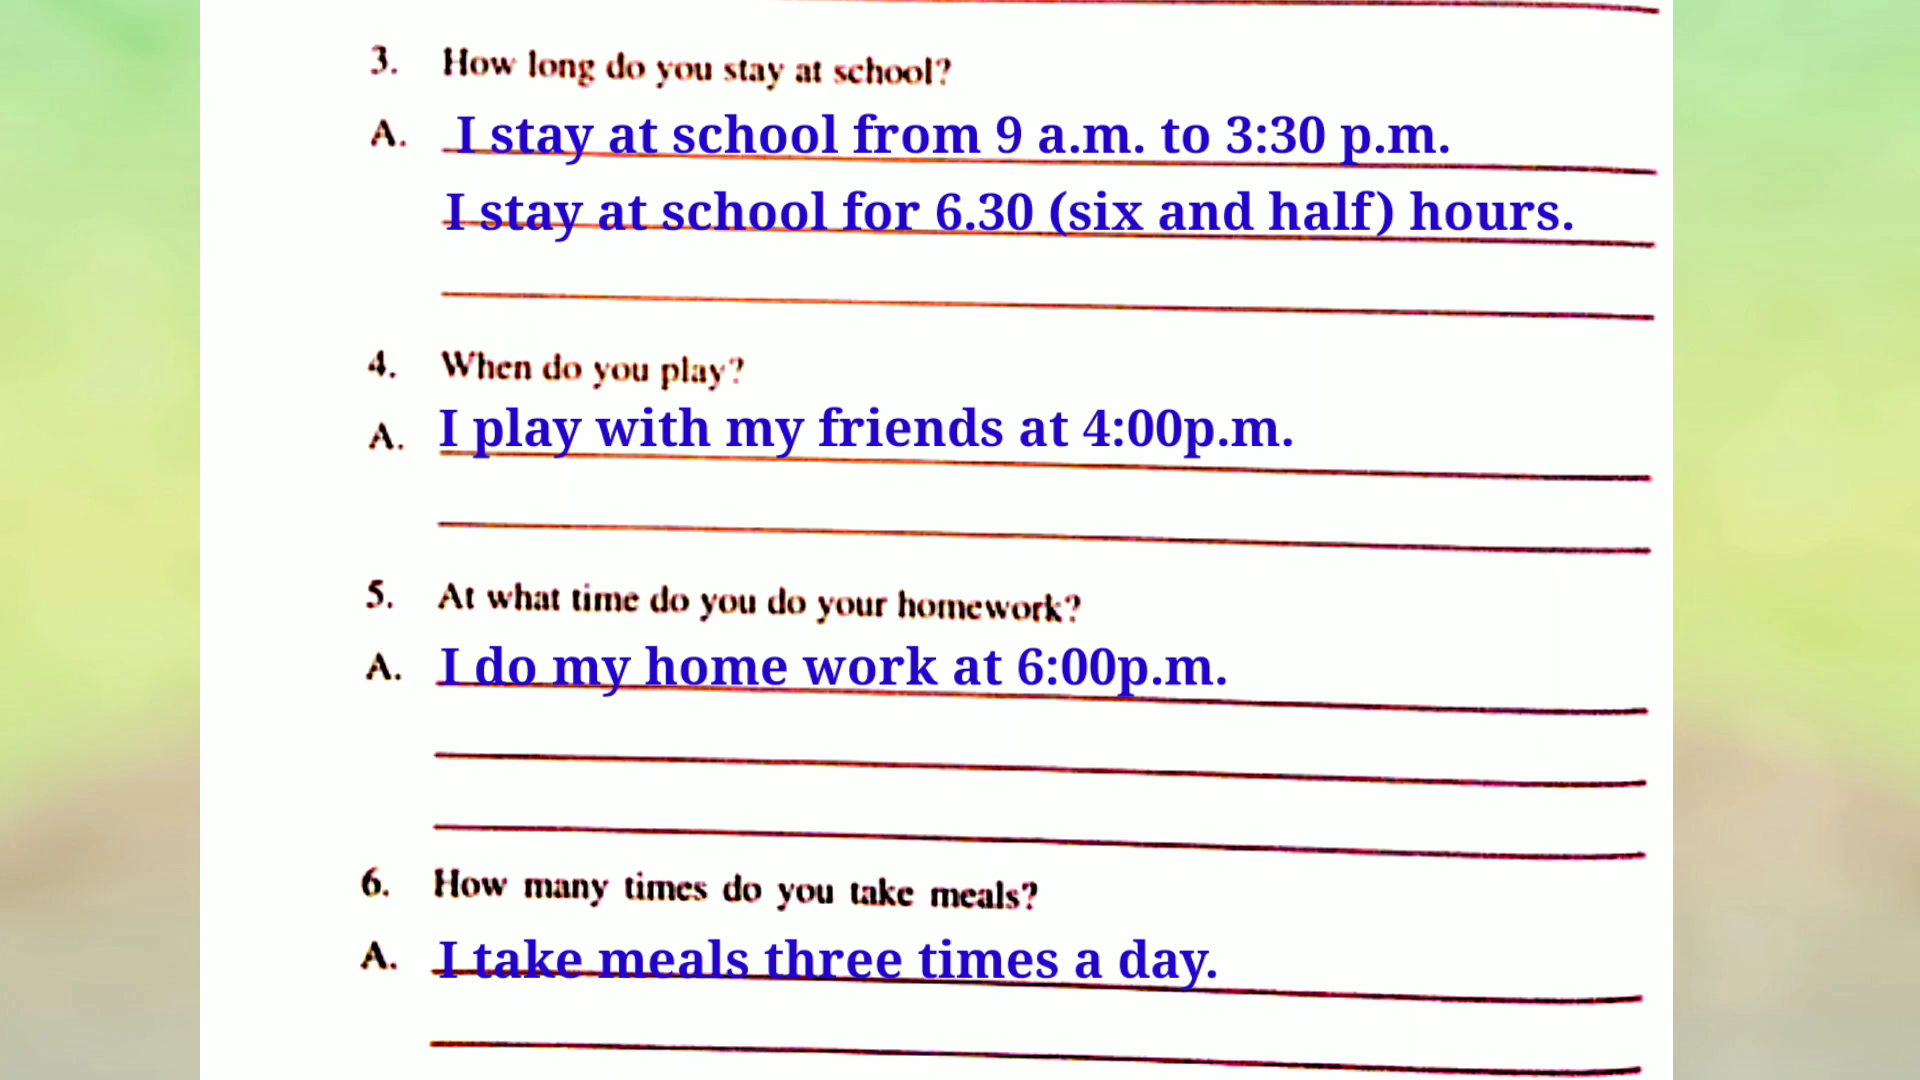 3. How long do you stay at school?
A. I stay at school from 9 a.m. to 3:30 p.m.
I stay at school for 6.30 (six and half) hours.
4. When do you play?
A. I play with my friends at 4:00p.m.
5. At what time do you do your homework?
A. I do my home work at 6:00p.m.
6. How many times do you take meals?
A. I take meals three times a day.